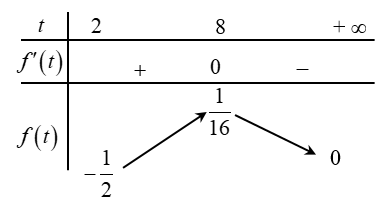 t 2 8 +∞
f′(t) + 0 −
f(t) −1/2 1/16 0